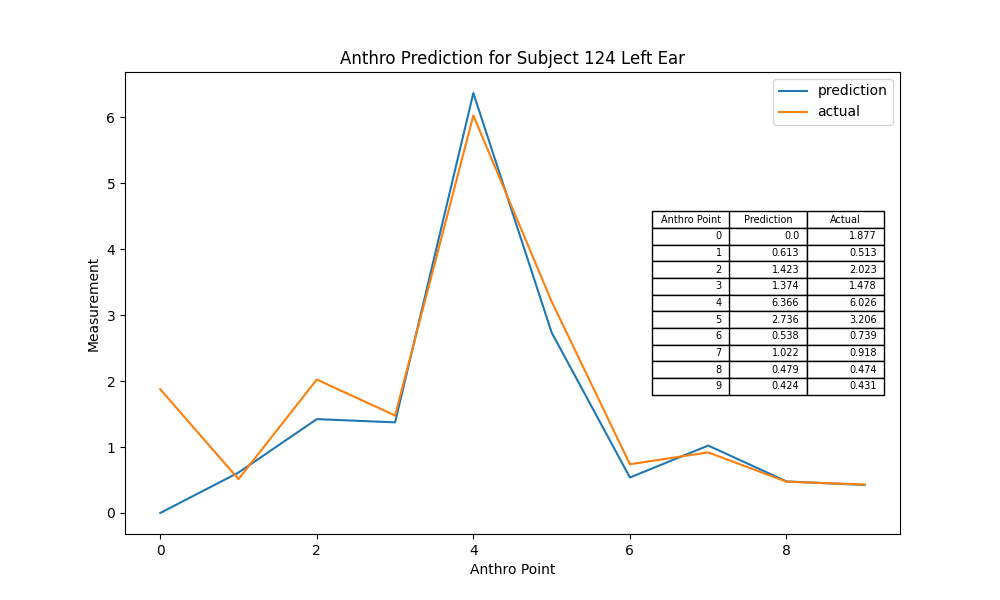 Anthro Prediction for Subject 124 Left Ear
prediction
actual
Measurement
6
5
4
3
2
1
0
Anthro Point Prediction Actual
0 0.0 1.877
1 0.613 0.513
2 1.423 2.023
3 1.374 1.478
4 6.366 6.026
5 2.736 3.206
6 0.538 0.739
7 1.022 0.918
8 0.479 0.474
9 0.424 0.431
0 2 4 6 8
Anthro Point